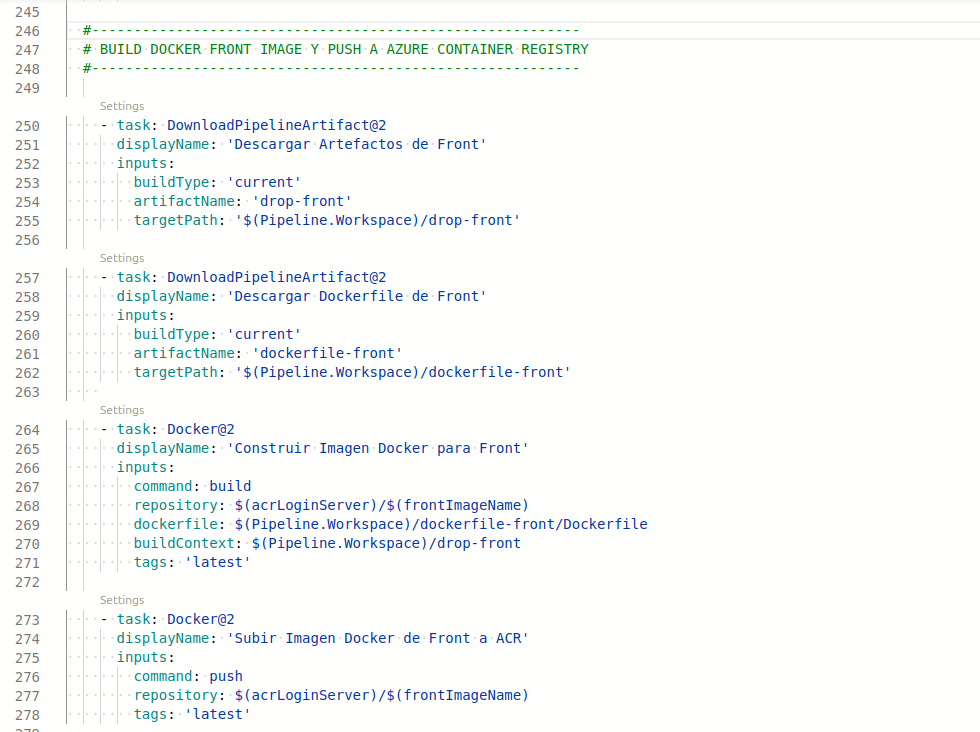 245
246 #----------------------------------------------------------
247 # BUILD DOCKER FRONT IMAGE Y PUSH A AZURE CONTAINER REGISTRY
248 #----------------------------------------------------------
249
Settings
250 - task: DownloadPipelineArtifact@2
251 displayName: 'Descargar Artefactos de Front'
252 inputs:
253 buildType: 'current'
254 artifactName: 'drop-front'
255 targetPath: '$(Pipeline.Workspace)/drop-front'
256
Settings
257 - task: DownloadPipelineArtifact@2
258 displayName: 'Descargar Dockerfile de Front'
259 inputs:
260 buildType: 'current'
261 artifactName: 'dockerfile-front'
262 targetPath: '$(Pipeline.Workspace)/dockerfile-front'
263
Settings
264 - task: Docker@2
265 displayName: 'Construir Imagen Docker para Front'
266 inputs:
267 command: build
268 repository: $(acrLoginServer)/$(frontImageName)
269 dockerfile: $(Pipeline.Workspace)/dockerfile-front/Dockerfile
270 buildContext: $(Pipeline.Workspace)/drop-front
271 tags: 'latest'
272
Settings
273 - task: Docker@2
274 displayName: 'Subir Imagen Docker de Front a ACR'
275 inputs:
276 command: push
277 repository: $(acrLoginServer)/$(frontImageName)
278 tags: 'latest'